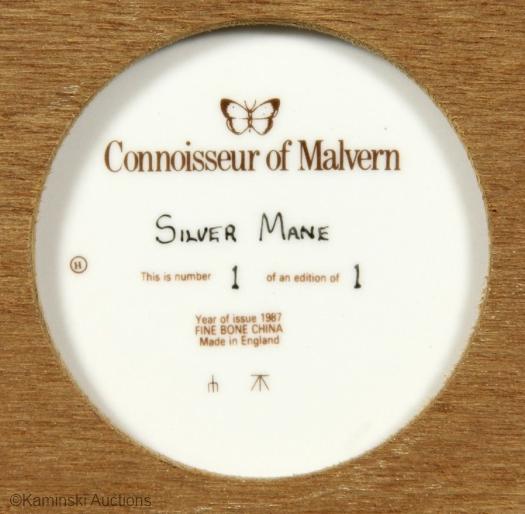 Connoisseur of Malvern
SILVER MANE
H
This is number 1 of an edition of 1
Year of issue 1987
FINE BONE CHINA
Made in England
©Kaminski Auctions